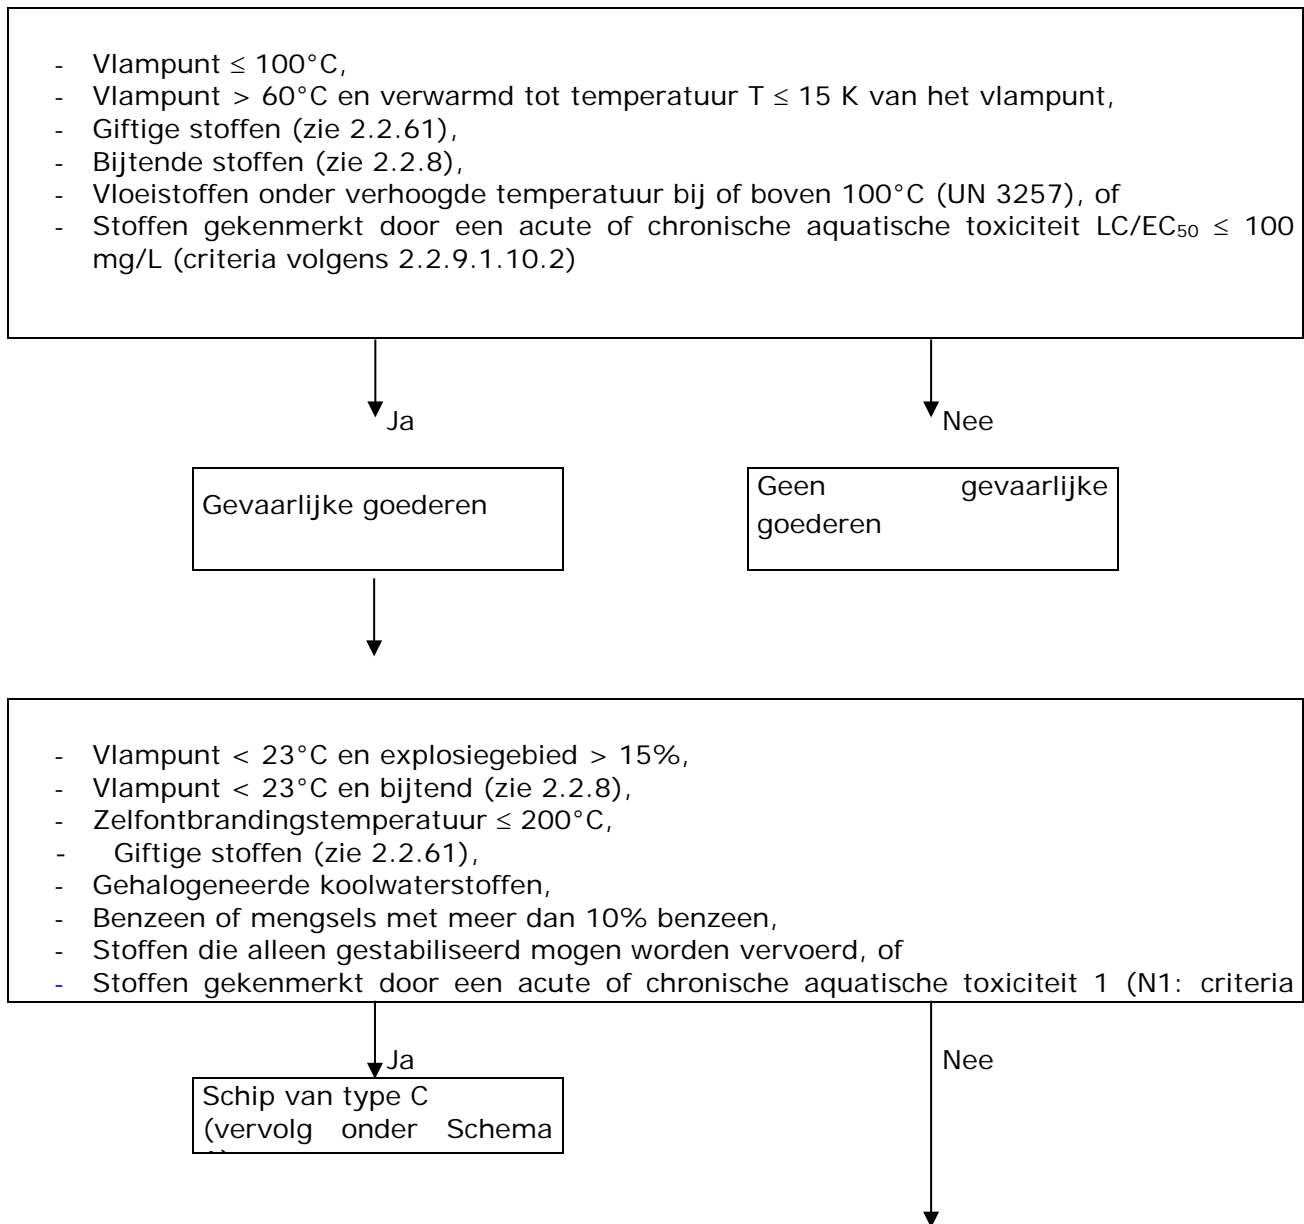 - Vlampunt ≤ 100°C,
- Vlampunt > 60°C en verwarmd tot temperatuur T ≤ 15 K van het vlampunt,
- Giftige stoffen (zie 2.2.61),
- Bijtende stoffen (zie 2.2.8),
- Vloeistoffen onder verhoogde temperatuur bij of boven 100°C (UN 3257), of
- Stoffen gekenmerkt door een acute of chronische aquatische toxiciteit LC/EC50 ≤ 100
mg/L (criteria volgens 2.2.9.1.10.2)
Ja
Nee
Gevaarlijke goederen
Geen gevaarlijke
goederen
- Vlampunt < 23°C en explosiegebied > 15%,
- Vlampunt < 23°C en bijtend (zie 2.2.8),
- Zelfontbrandingstemperatuur ≤ 200°C,
- Giftige stoffen (zie 2.2.61),
- Gehalogeneerde koolwaterstoffen,
- Benzeen of mengsels met meer dan 10% benzeen,
- Stoffen die alleen gestabiliseerd mogen worden vervoerd, of
- Stoffen gekenmerkt door een acute of chronische aquatische toxiciteit 1 (N1: criteria
Ja
Nee
Schip van type C
(vervolg onder Schema